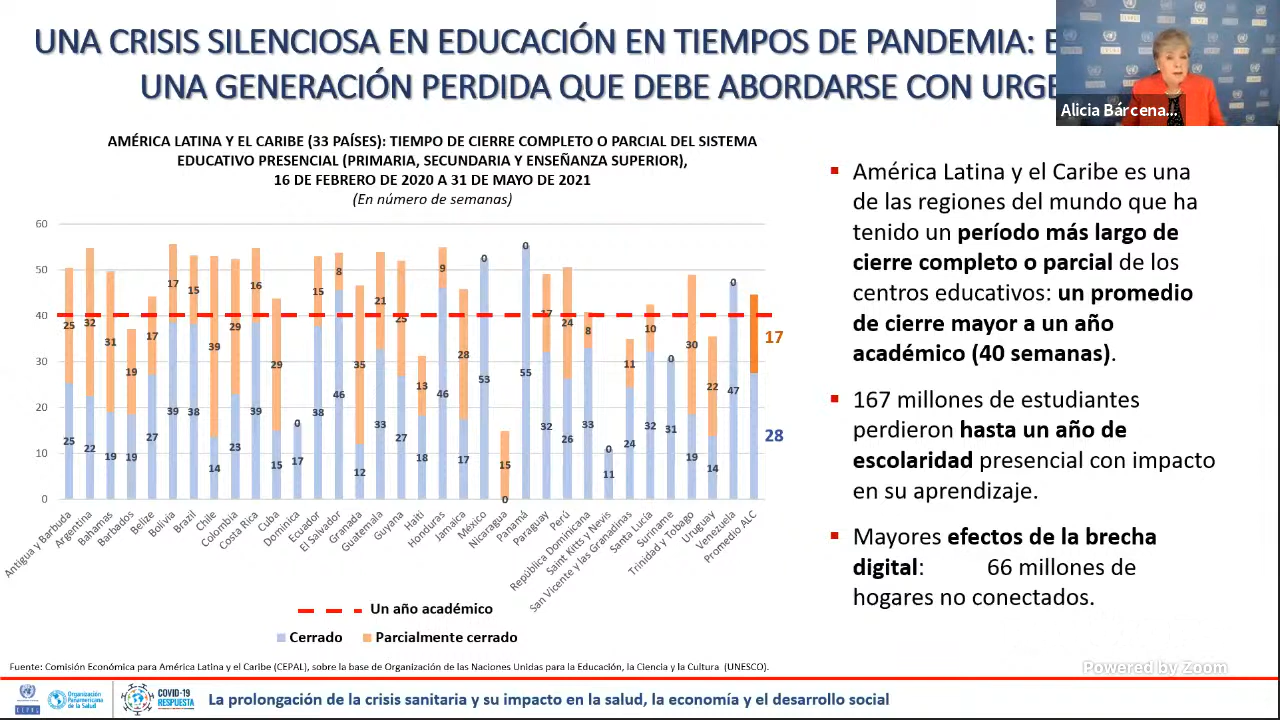 UNA CRISIS SILENCIOSA EN EDUCACIÓN EN TIEMPOS DE PANDEMIA:
UNA GENERACIÓN PERDIDA QUE DEBE ABORDARSE CON
Alicia Bárcena...
AMÉRICA LATINA Y EL CARIBE (33 PAÍSES): TIEMPO DE CIERRE COMPLETO O PARCIAL DEL SISTEMA
EDUCATIVO PRESENCIAL (PRIMARIA, SECUNDARIA Y ENSEÑANZA SUPERIOR),
16 DE FEBRERO DE 2020 A 31 DE MAYO DE 2021
(En número de semanas)
60
50
40
30
20
10
0
25 32 31 19 17 17 15 39 29 16 29 0 15 8 35 21 25 13 9 28 0 15 0 17 24 8 0 11 10 0 30 22 0 17
25 22 19 19 27 39 38 14 23 39 15 17 38 46 12 33 27 18 46 17 53 0 55 32 26 33 11 24 32 31 19 14 47 28
Antigua y Barbuda
Argentina
Bahamas
Barbados
Belize
Bolivia
Brazil
Chile
Colombia
Costa Rica
Cuba
Dominica
Ecuador
El Salvador
Granada
Guatemala
Guyana
Haiti
Honduras
Jamaica
México
Nicaragua
Panamá
Paraguay
Perú
República Dominicana
Saint Kitts y Nevis
San Vicente y las Granadinas
Santa Lucía
Suriname
Trinidad y Tobago
Uruguay
Venezuela
Promedio ALC
Un año académico
Cerrado
Parcialmente cerrado
América Latina y el Caribe es una
de las regiones del mundo que ha
tenido un período más largo de
cierre completo o parcial de los
centros educativos: un promedio
de cierre mayor a un año
académico (40 semanas).
167 millones de estudiantes
perdieron hasta un año de
escolaridad presencial con impacto
en su aprendizaje.
Mayores efectos de la brecha
digital: 66 millones de
hogares no conectados.
Fuente: Comisión Económica para América Latina y el Caribe (CEPAL), sobre la base de Organización de las Naciones Unidas para la Educación, la Ciencia y la Cultura (UNESCO).
Powered by Zoom
CEPAL
Organización
Panamericana
de la Salud
COVID-19
RESPUESTA
La prolongación de la crisis sanitaria y su impacto en la salud, la economía y el desarrollo social